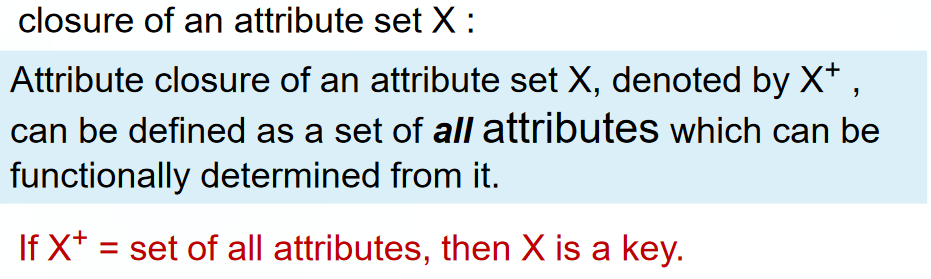 closure of an attribute set X :
Attribute closure of an attribute set X, denoted by X⁺ ,
can be defined as a set of all attributes which can be
functionally determined from it.
If X⁺ = set of all attributes, then X is a key.